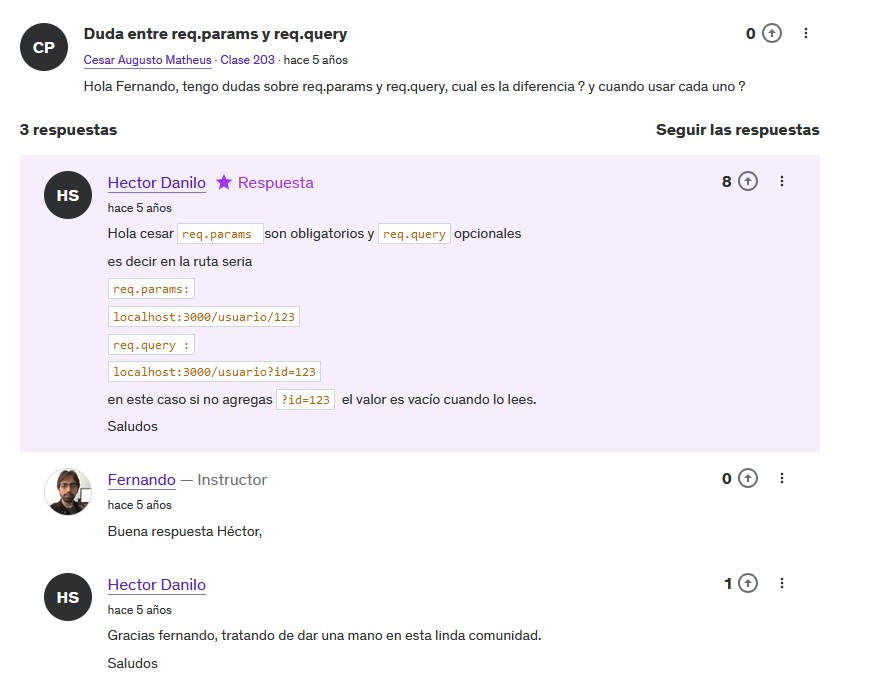 CP
Duda entre req.params y req.query
0
Cesar Augusto Matheus · Clase 203 · hace 5 años
Hola Fernando, tengo dudas sobre req.params y req.query, cual es la diferencia ? y cuando usar cada uno ?
3 respuestas
Seguir las respuestas
HS
Hector Danilo ★ Respuesta
8
hace 5 años
Hola cesar req.params son obligatorios y req.query opcionales
es decir en la ruta seria
req.params:
localhost:3000/usuario/123
req.query :
localhost:3000/usuario?id=123
en este caso si no agregas ?id=123 el valor es vacío cuando lo lees.
Saludos
Fernando — Instructor
0
hace 5 años
Buena respuesta Héctor,
HS
Hector Danilo
1
hace 5 años
Gracias fernando, tratando de dar una mano en esta linda comunidad.
Saludos